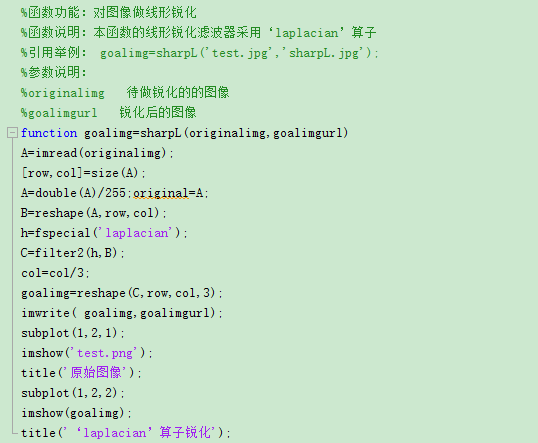 %函数功能：对图像做线形锐化
%函数说明：本函数的线形锐化滤波器采用‘laplacian’算子
%引用举例： goalimg=sharpL('test.jpg','sharpL.jpg');
%参数说明：
%originalimg 待做锐化的的图像
%goalimgurl 锐化后的图像
function goalimg=sharpL(originalimg,goalimgurl)
A=imread(originalimg);
[row,col]=size(A);
A=double(A)/255;original=A;
B=reshape(A,row,col);
h=fspecial('laplacian');
C=filter2(h,B);
col=col/3;
goalimg=reshape(C,row,col,3);
imwrite( goalimg,goalimgurl);
subplot(1,2,1);
imshow('test.png');
title('原始图像');
subplot(1,2,2);
imshow(goalimg);
title(' ‘laplacian’算子锐化');